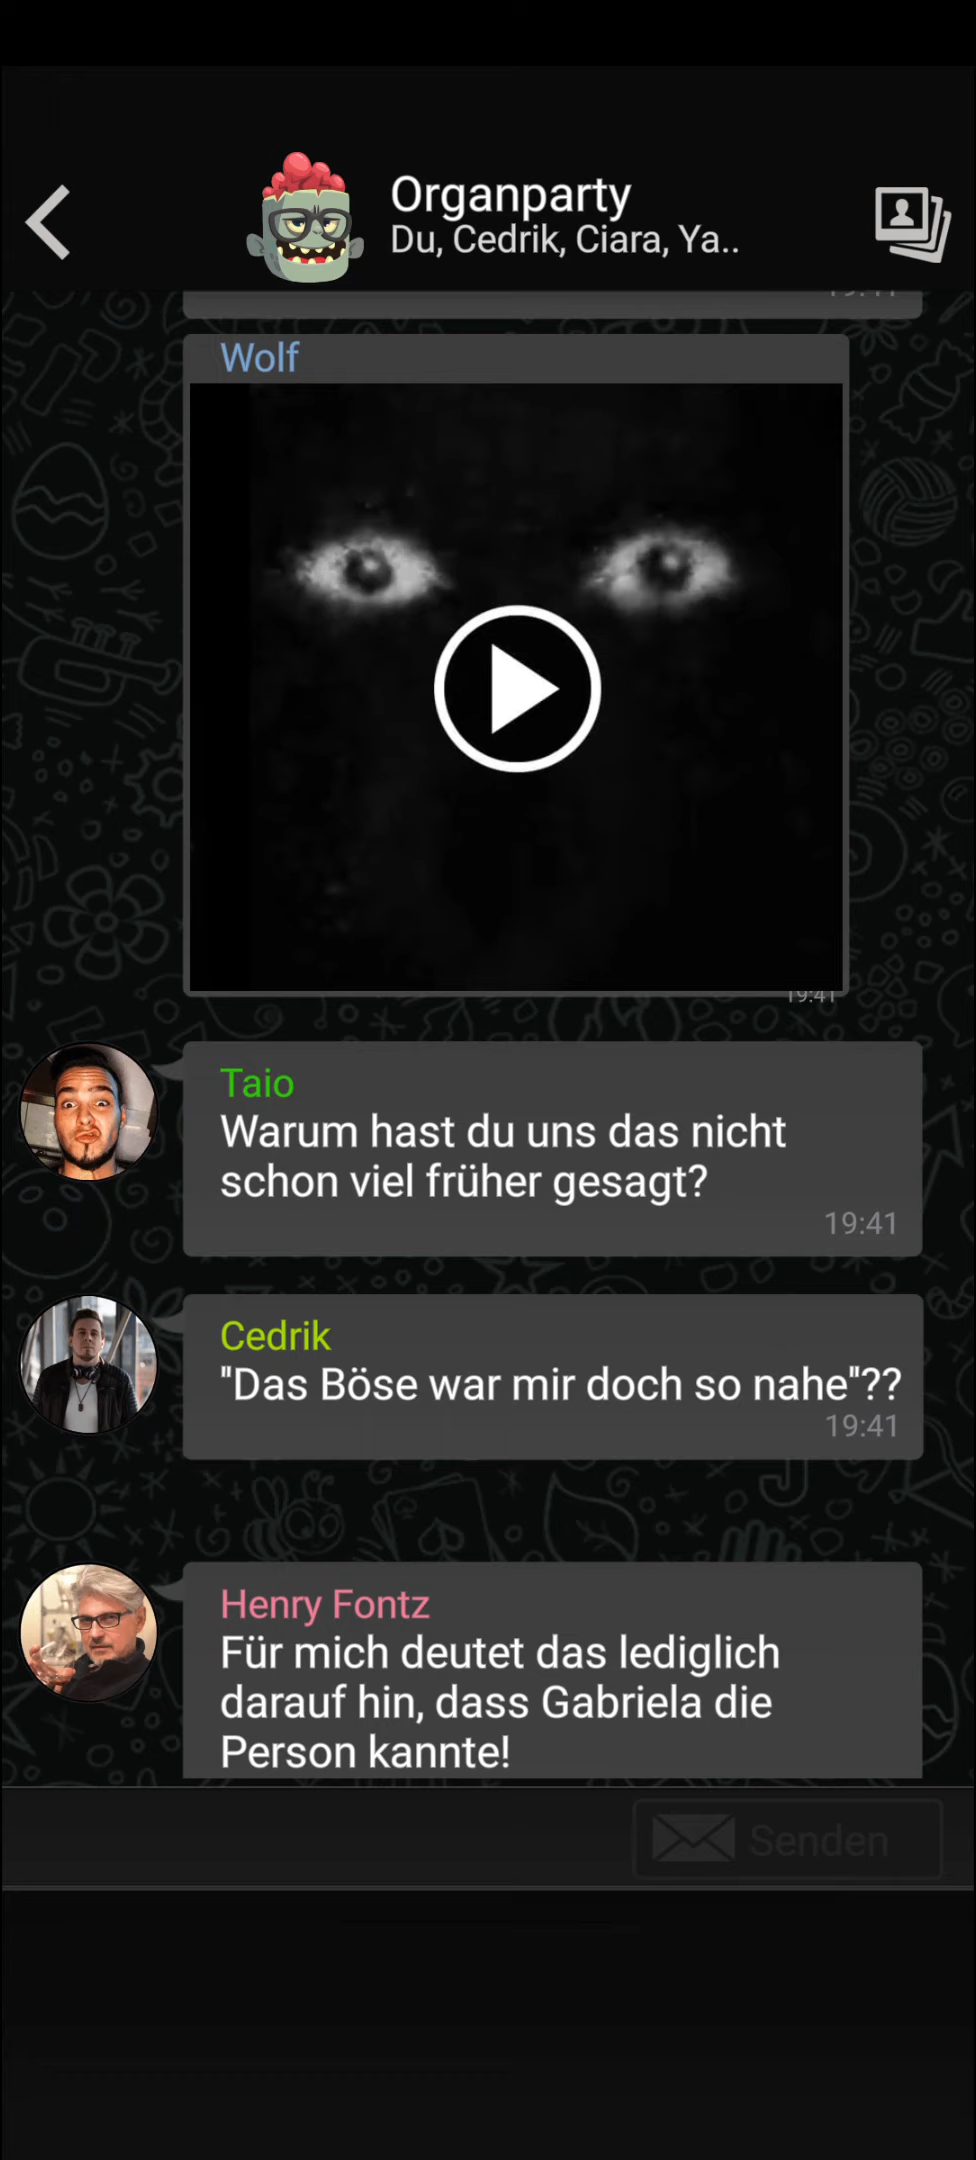 Organparty
Du, Cedrik, Ciara, Ya..
19:41
Wolf
19:41
Taio
Warum hast du uns das nicht
schon viel früher gesagt?
19:41
Cedrik
"Das Böse war mir doch so nahe"??
19:41
Henry Fontz
Für mich deutet das lediglich
darauf hin, dass Gabriela die
Person kannte!
Senden